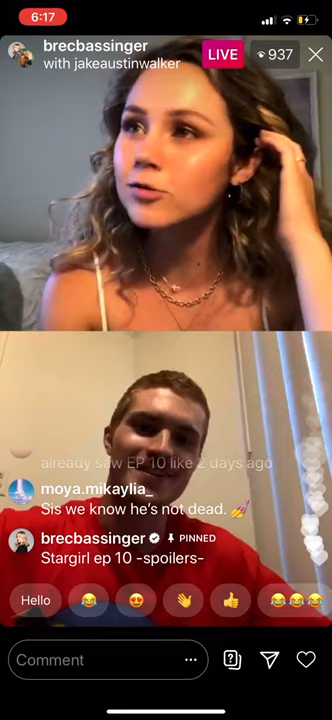 6:17
brecbassinger
with jakeaustinwalker
LIVE
937
already saw EP 10 like 2 days ago
moya.mikaylia_
Sis we know he's not dead. 💅
brecbassinger PINNED
Stargirl ep 10 -spoilers-
Hello 😂 😍 👋 👍 😂😂😂
Comment